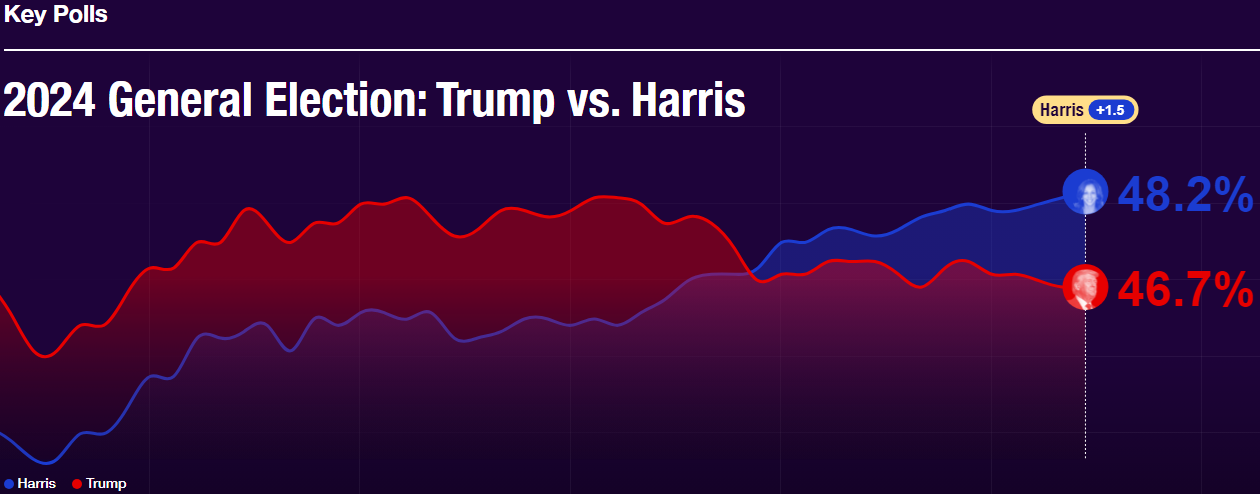 Key Polls
2024 General Election: Trump vs. Harris
Harris +1.5
48.2%
46.7%
Harris Trump